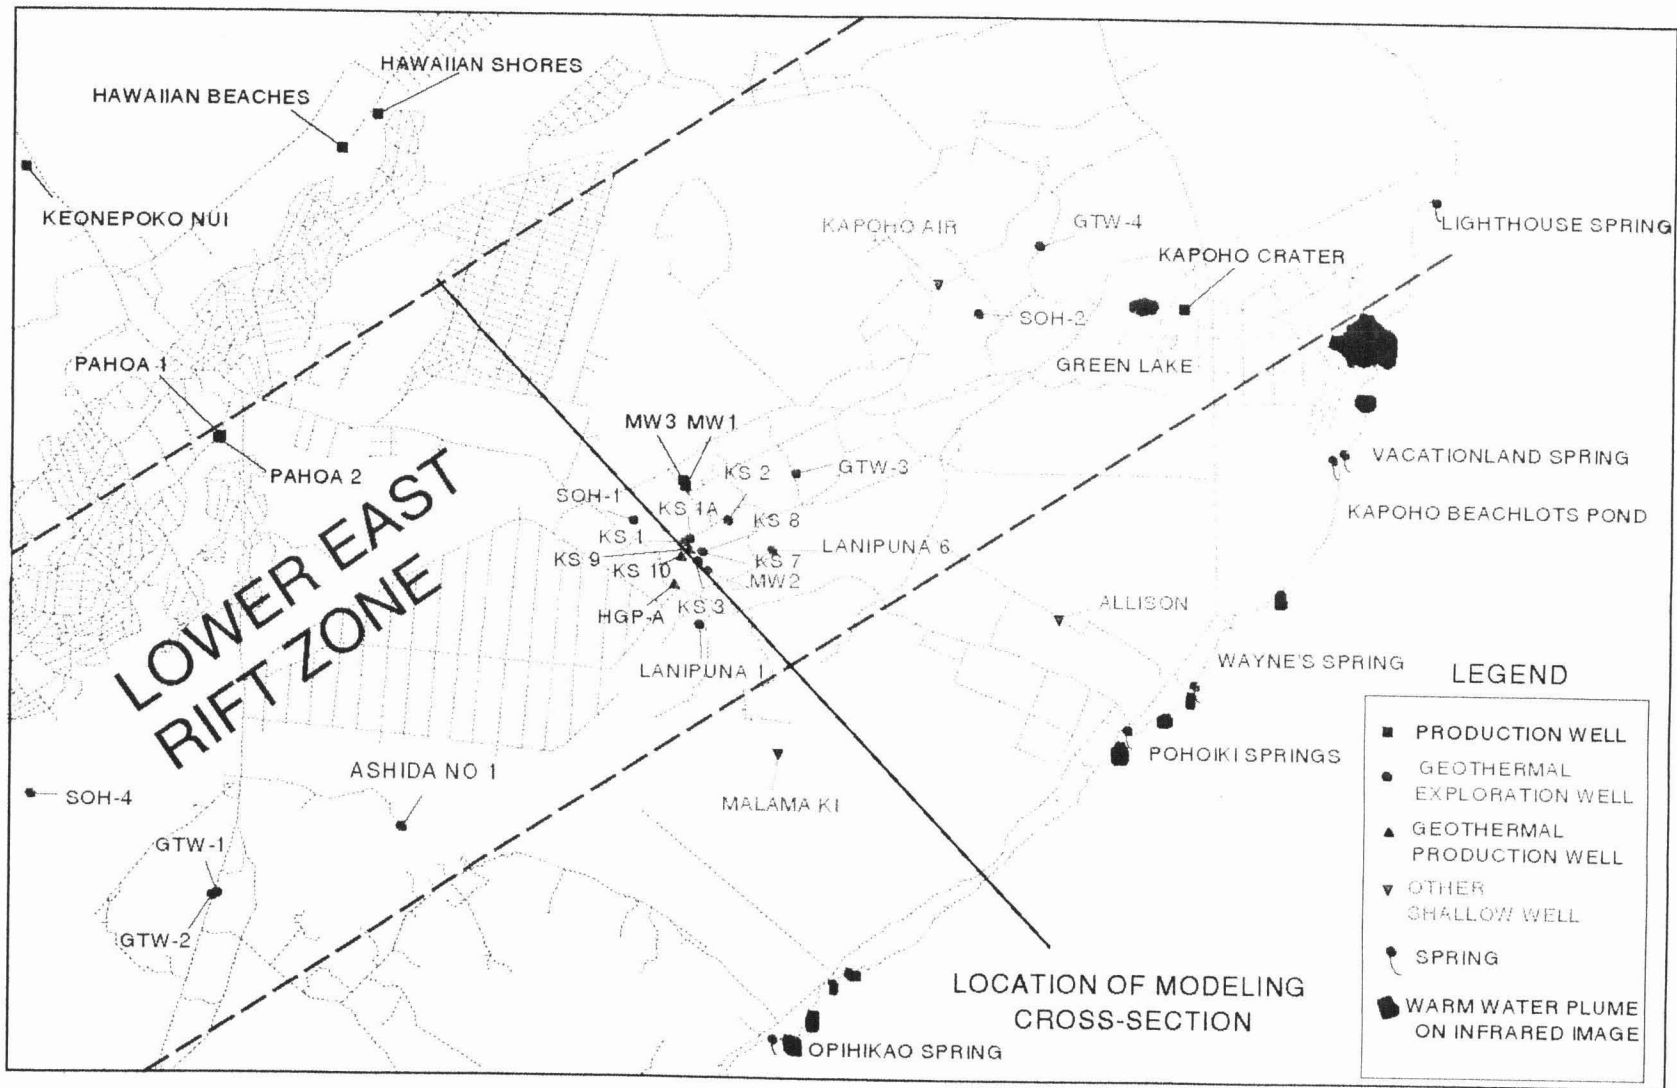 HAWAIIAN SHORES
HAWAIIAN BEACHES
KEONEPOKO NUI
LIGHTHOUSE SPRING
KAPOHO AIR
GTW-4
KAPOHO CRATER
SOH-2
GREEN LAKE
PAHOA 1
PAHOA 2
MW3 MW1
KS 2
GTW-3
VACATIONLAND SPRING
SOH-1
KS 1A
KS 8
KAPOHO BEACHLOTS POND
KS 1
LANIPUNA 6
KS 9
KS 10
KS 7
MW2
HGP-A
KS 3
ALLISON
LANIPUNA 1
WAYNE'S SPRING
LOWER EAST
RIFT ZONE
POHOIKI SPRINGS
ASHIDA NO 1
SOH-4
MALAMA KI
GTW-1
GTW-2
LOCATION OF MODELING
CROSS-SECTION
OPIHIKAO SPRING
LEGEND
PRODUCTION WELL
GEOTHERMAL
EXPLORATION WELL
GEOTHERMAL
PRODUCTION WELL
OTHER
SHALLOW WELL
SPRING
WARM WATER PLUME
ON INFRARED IMAGE